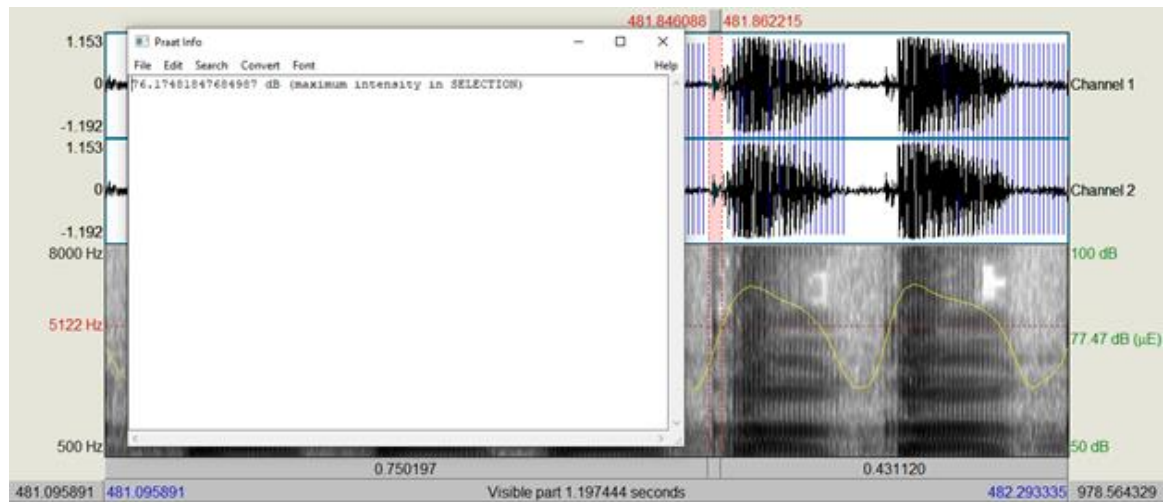 481.846088 481.862215
Praat Info
File Edit Search Convert Font Help
76.17481847684987 dB (maximum intensity in SELECTION)
1.153
0
-1.192
Channel 1
1.153
0
-1.192
Channel 2
8000 Hz
5122 Hz
500 Hz
100 dB
77.47 dB (µE)
50 dB
0.750197 0.431120
481.095891 481.095891 Visible part 1.197444 seconds 482.293335 978.564329